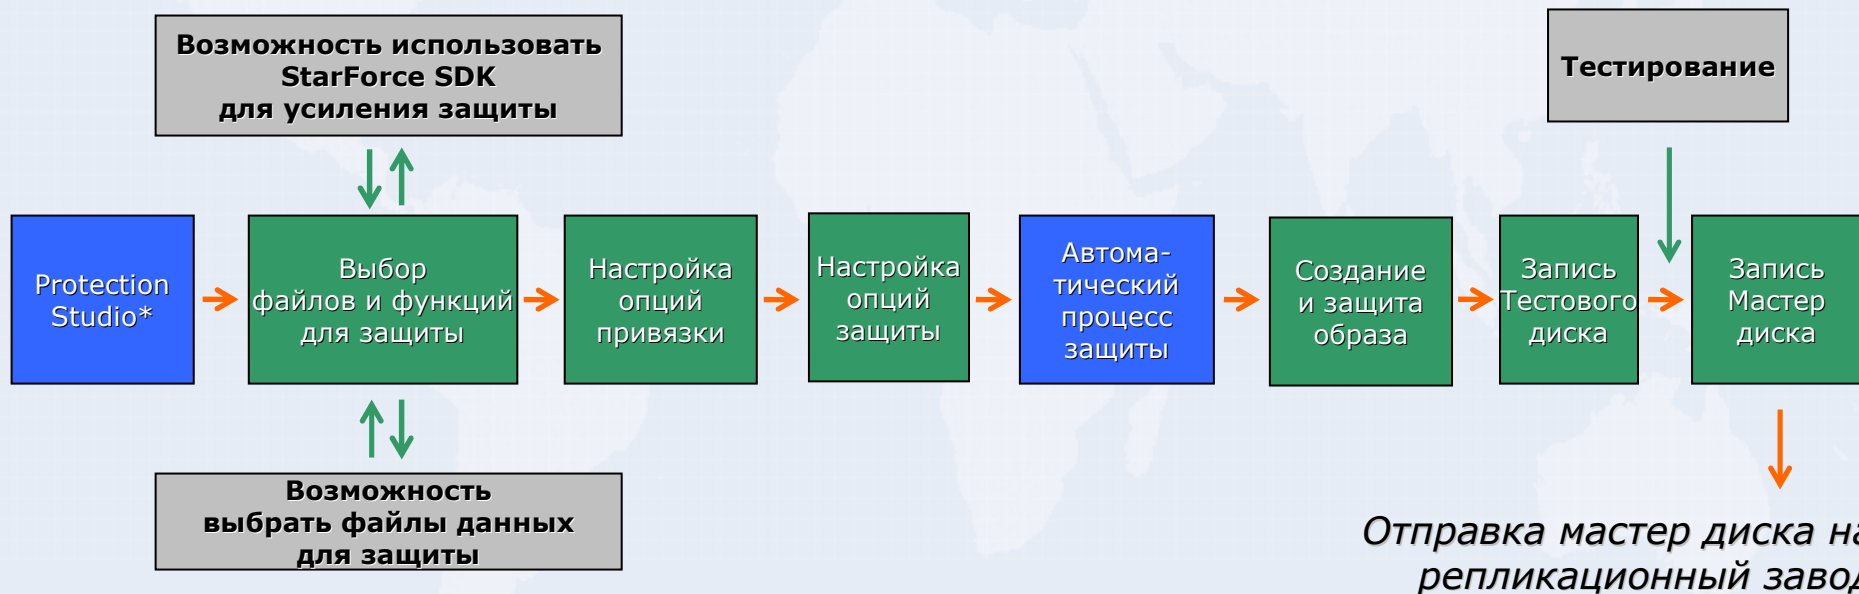 Возможность использовать
StarForce SDK
для усиления защиты
Тестирование
Protection
Studio*
Выбор
файлов и функций
для защиты
Настройка
опций
привязки
Настройка
опций
защиты
Автома-
тический
процесс
защиты
Создание
и защита
образа
Запись
Тестового
диска
Запись
Мастер
диска
Возможность
выбрать файлы данных
для защиты
Отправка мастер диска на
репликационный завод